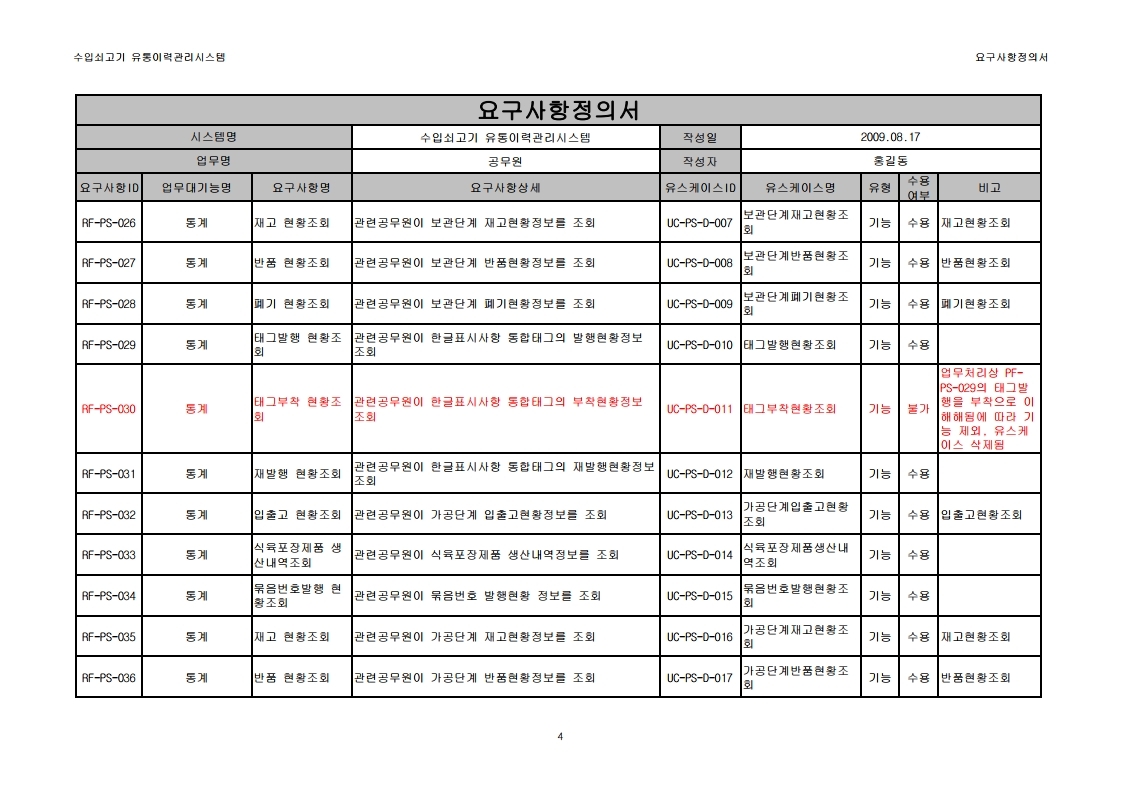 수입쇠고기 유통이력관리시스템 요구사항정의서
요구사항정의서
시스템명 수입쇠고기 유통이력관리시스템 작성일 2009.08.17
업무명 공무원 작성자 홍길동
요구사항ID 업무대기능명 요구사항명 요구사항상세 유스케이스ID 유스케이스명 유형 수용 여부 비고
RF-PS-026 통계 재고 현황조회 관련공무원이 보관단계 재고현황정보를 조회 UC-PS-D-007 보관단계재고현황조
회 기능 수용 재고현황조회
RF-PS-027 통계 반품 현황조회 관련공무원이 보관단계 반품현황정보를 조회 UC-PS-D-008 보관단계반품현황조
회 기능 수용 반품현황조회
RF-PS-028 통계 폐기 현황조회 관련공무원이 보관단계 폐기현황정보를 조회 UC-PS-D-009 보관단계폐기현황조
회 기능 수용 폐기현황조회
RF-PS-029 통계 태그발행 현황조
회 관련공무원이 한글표시사항 통합태그의 발행현황정보
조회 UC-PS-D-010 태그발행현황조회 기능 수용
RF-PS-030 통계 태그부착 현황조
회 관련공무원이 한글표시사항 통합태그의 부착현황정보
조회 UC-PS-D-011 태그부착현황조회 기능 불가 업무처리상 PF-
PS-029의 태그발
행을 부착으로 이
해해됨에 따라 기
능 제외, 유스케
이스 삭제됨
RF-PS-031 통계 재발행 현황조회 관련공무원이 한글표시사항 통합태그의 재발행현황정보
조회 UC-PS-D-012 재발행현황조회 기능 수용
RF-PS-032 통계 입출고 현황조회 관련공무원이 가공단계 입출고현황정보를 조회 UC-PS-D-013 가공단계입출고현황
조회 기능 수용 입출고현황조회
RF-PS-033 통계 식육포장제품 생
산내역조회 관련공무원이 식육포장제품 생산내역정보를 조회 UC-PS-D-014 식육포장제품생산내
역조회 기능 수용
RF-PS-034 통계 묶음번호발행 현
황조회 관련공무원이 묶음번호 발행현황 정보를 조회 UC-PS-D-015 묶음번호발행현황조
회 기능 수용
RF-PS-035 통계 재고 현황조회 관련공무원이 가공단계 재고현황정보를 조회 UC-PS-D-016 가공단계재고현황조
회 기능 수용 재고현황조회
RF-PS-036 통계 반품 현황조회 관련공무원이 가공단계 반품현황정보를 조회 UC-PS-D-017 가공단계반품현황조
회 기능 수용 반품현황조회
4